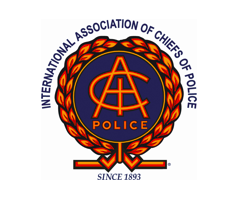 INTERNATIONAL ASSOCIATION OF CHIEFS OF POLICE
IACP
POLICE
®
SINCE 1893